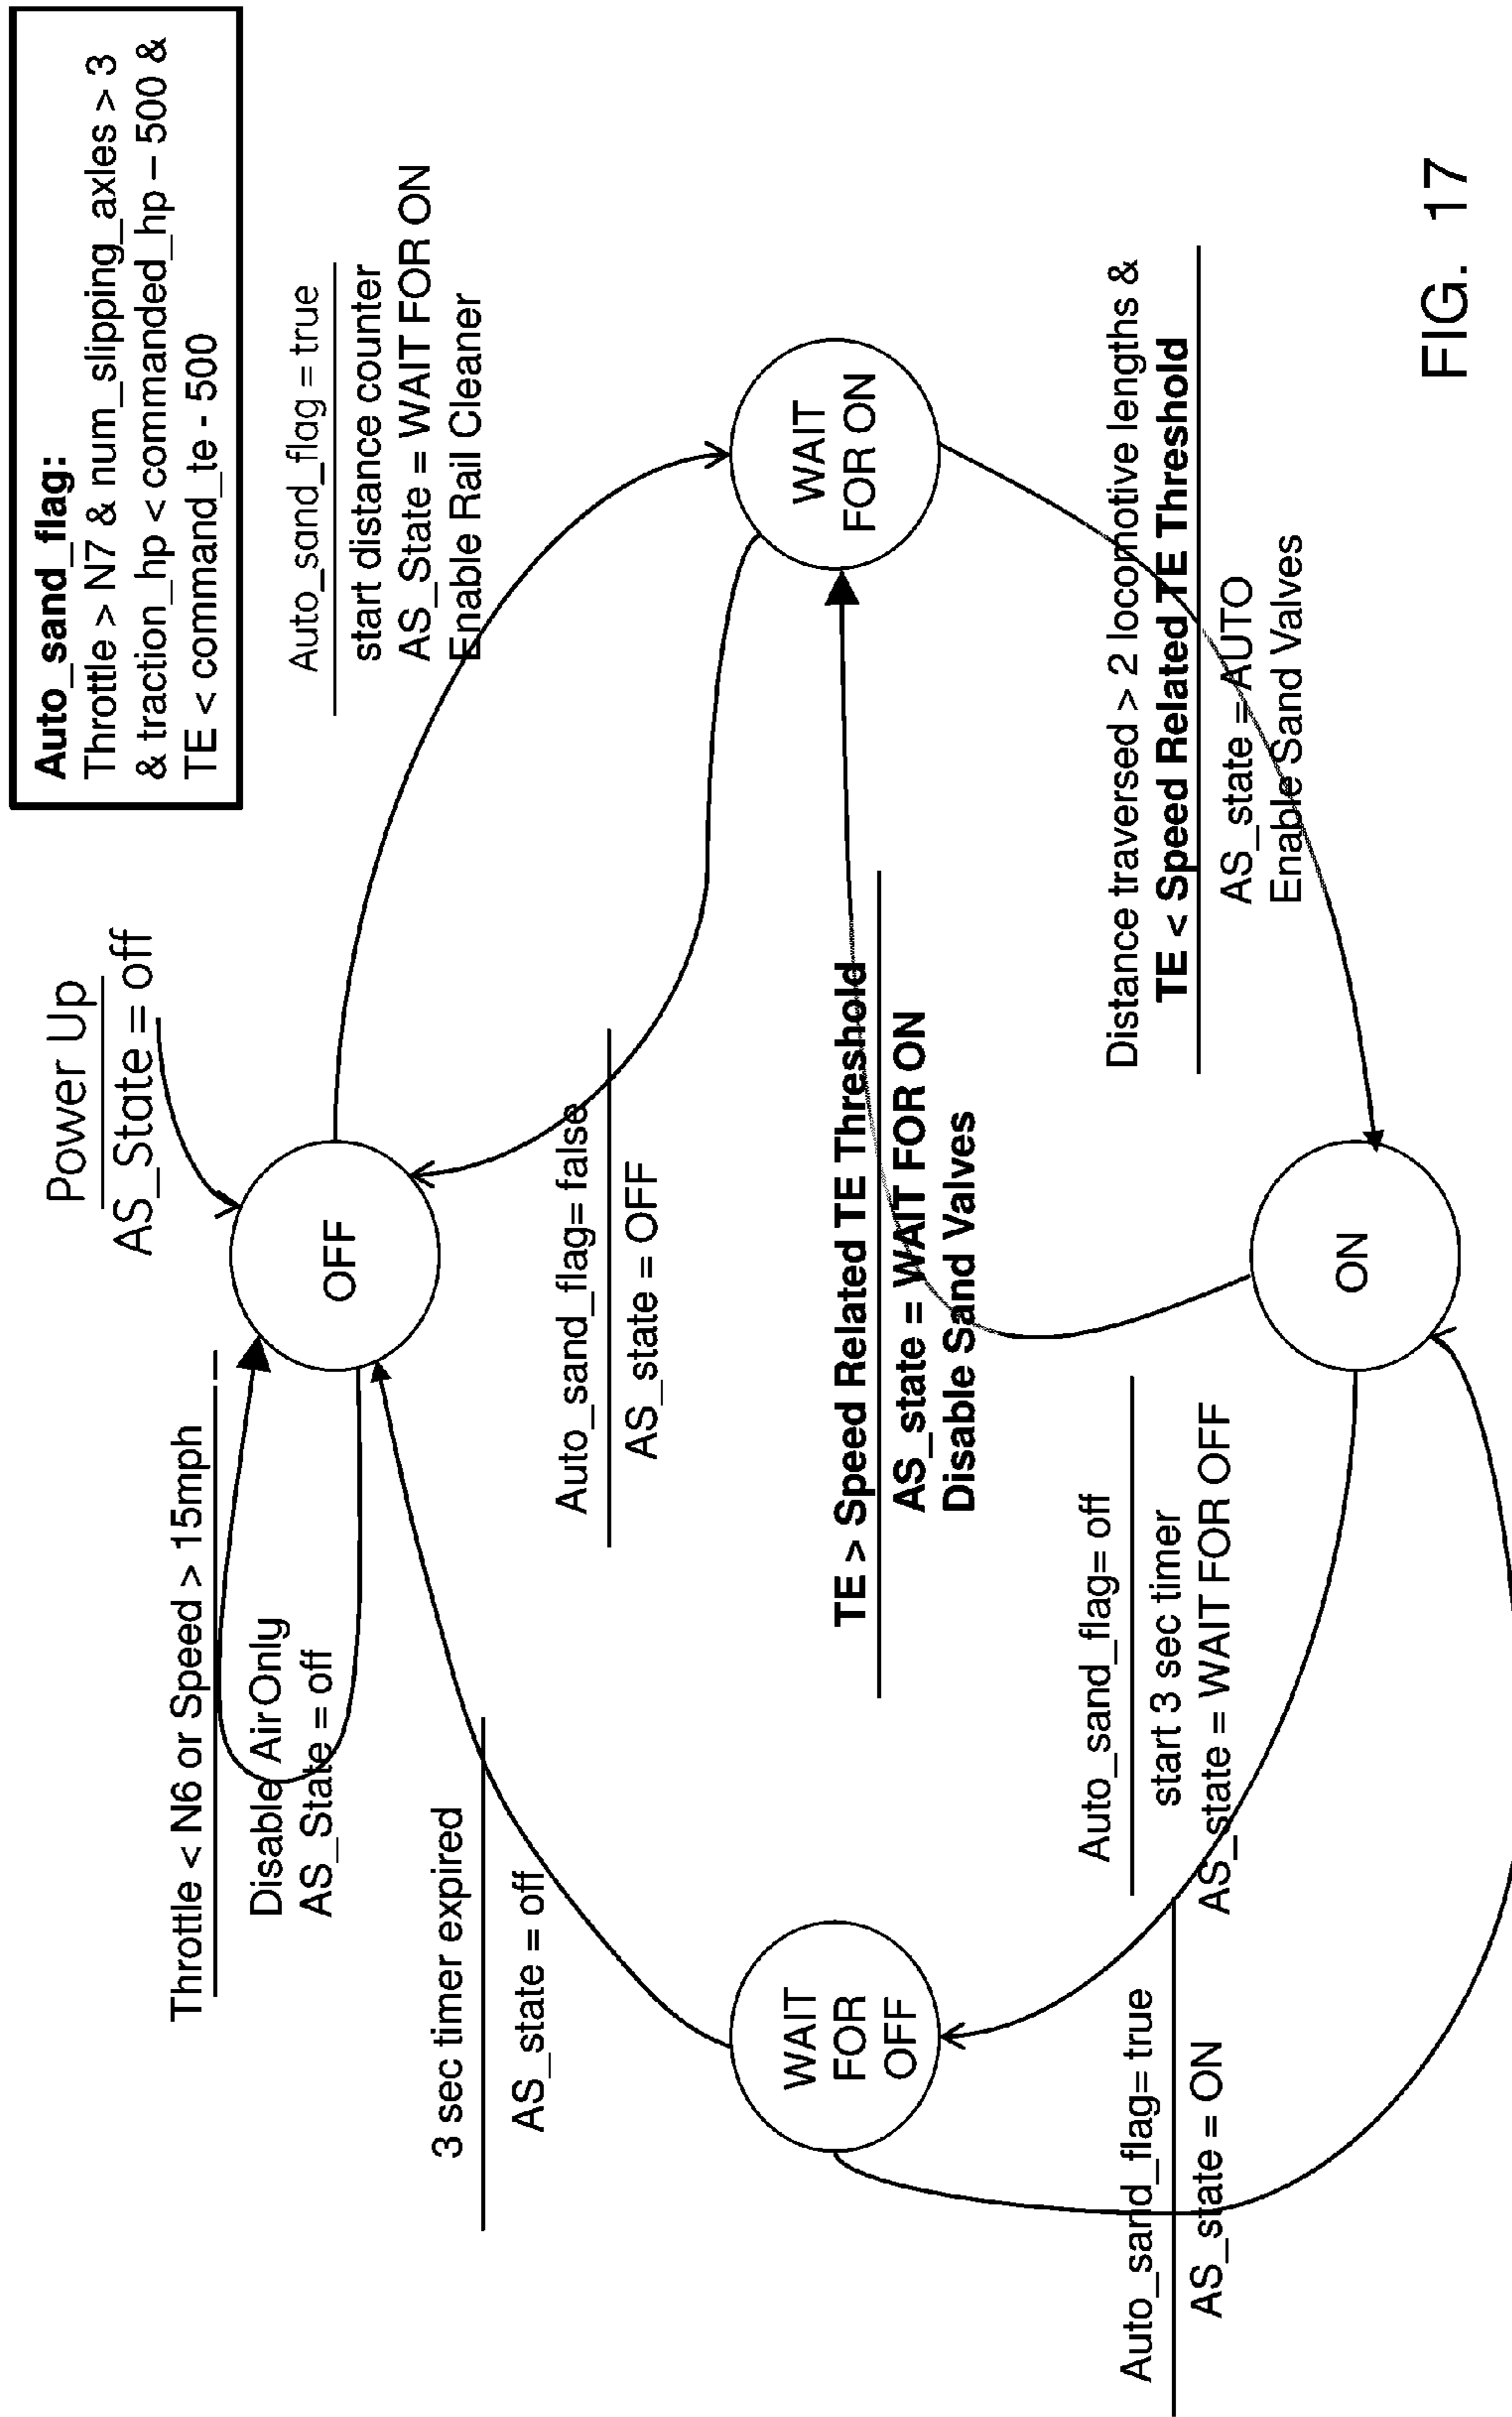 Auto_sand_flag:
Throttle > N7 & num_slipping_axles > 3
& traction_hp < commanded_hp – 500 &
TE < command_te - 500
Power Up
AS_State = off
Throttle < N6 or Speed > 15mph
Disable Air Only
AS_State = off
OFF
Auto_sand_flag = true
start distance counter
AS_State = WAIT FOR ON
Enable Rail Cleaner
3 sec timer expired
AS_state = off
Auto_sand_flag= false
AS_state = OFF
WAIT
FOR
OFF
TE > Speed Related TE Threshold
AS_state = WAIT FOR ON
Disable Sand Valves
WAIT
FOR ON
Auto_sand_flag= off
start 3 sec timer
AS_state = WAIT FOR OFF
Distance traversed > 2 locomotive lengths &
TE < Speed Related TE Threshold
AS_state = AUTO
Enable Sand Valves
Auto_sand_flag= true
AS_state = ON
ON
FIG. 17